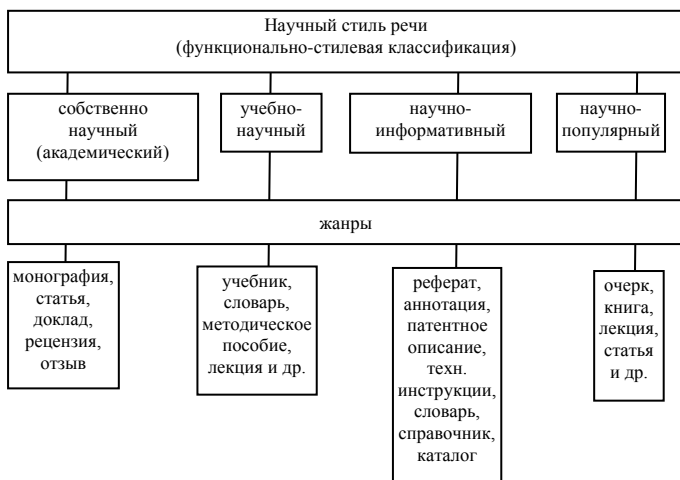 Научный стиль речи
(функционально-стилевая классификация)
собственно
научный
(академический)
учебно-
научный
научно-
информативный
научно-
популярный
жанры
монография,
статья,
доклад,
рецензия,
отзыв
учебник,
словарь,
методическое
пособие,
лекция и др.
реферат,
аннотация,
патентное
описание,
техн.
инструкции,
словарь,
справочник,
каталог
очерк,
книга,
лекция,
статья
и др.